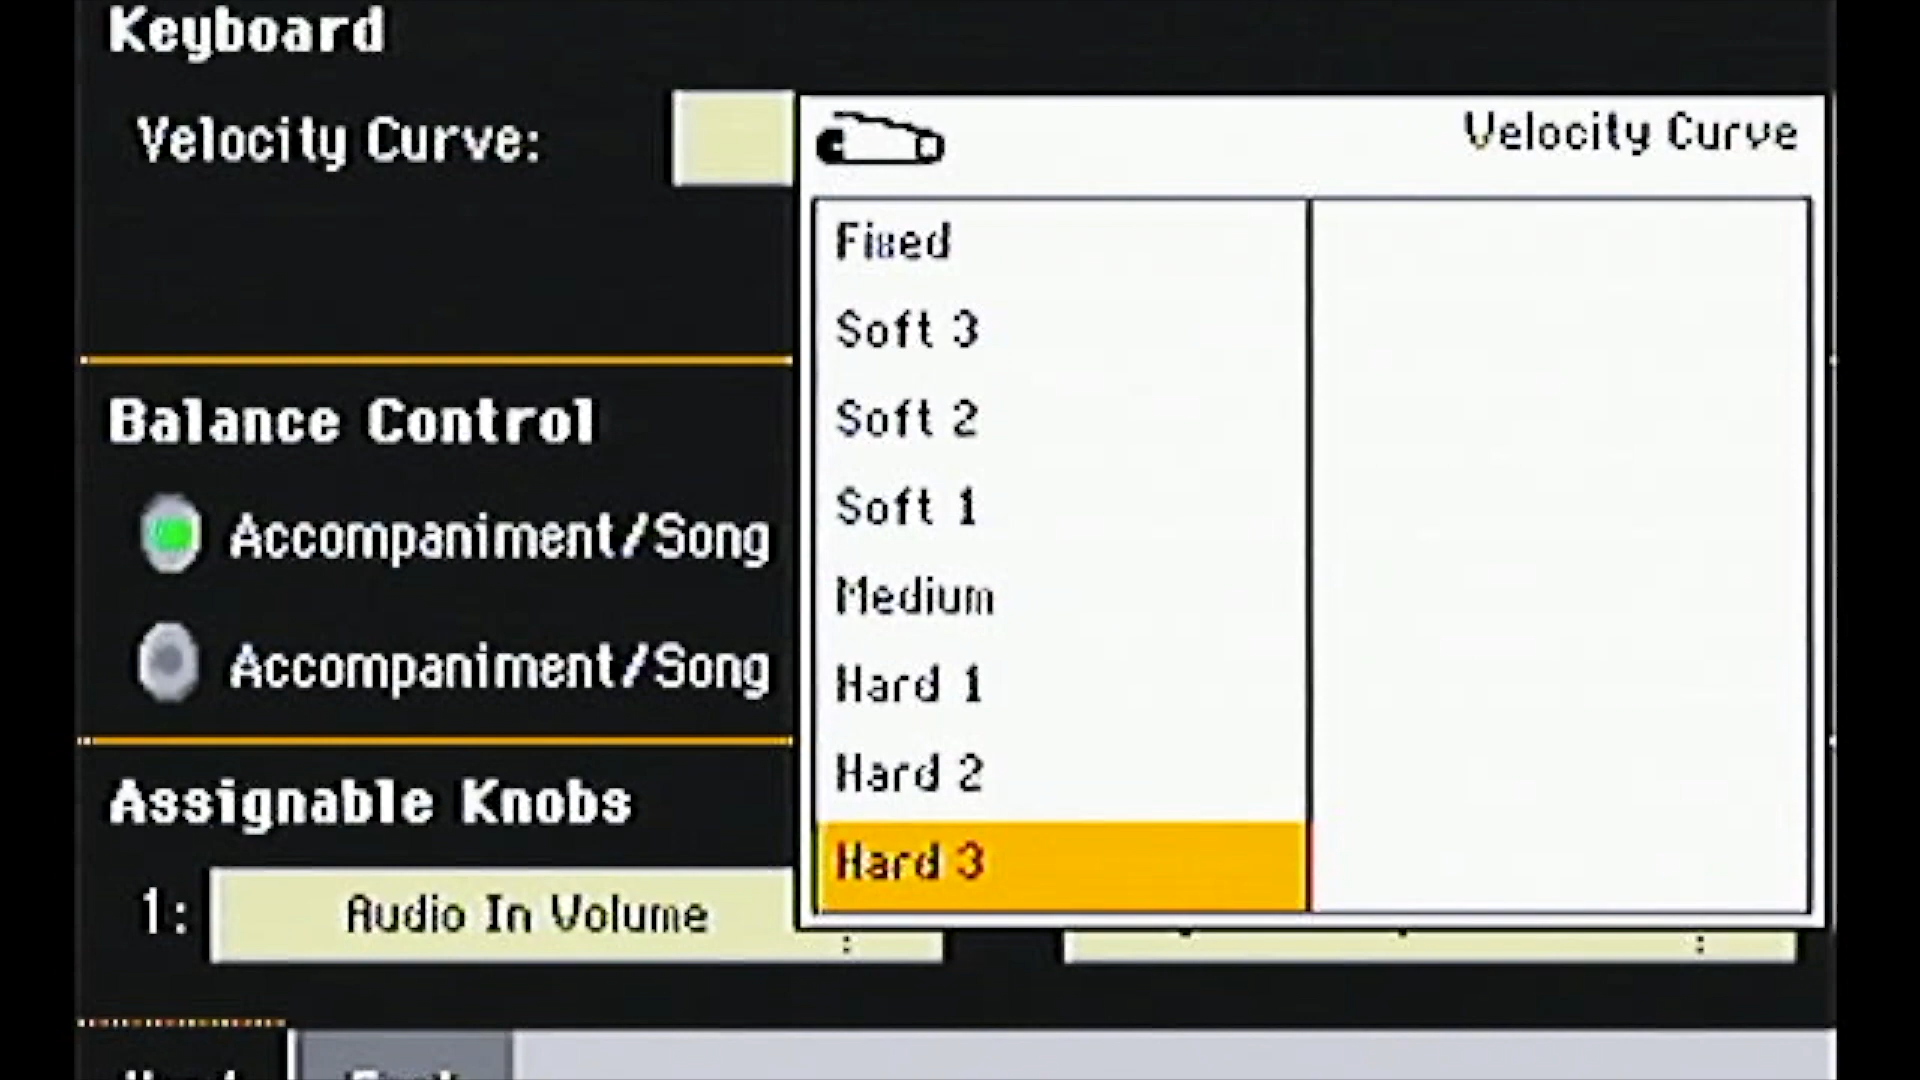 Keyboard
Velocity Curve:
Velocity Curve
Fixed
Soft 3
Soft 2
Soft 1
Medium
Hard 1
Hard 2
Hard 3
Balance Control
Accompaniment/Song
Accompaniment/Song
Assignable Knobs
1:
Audio In Volume